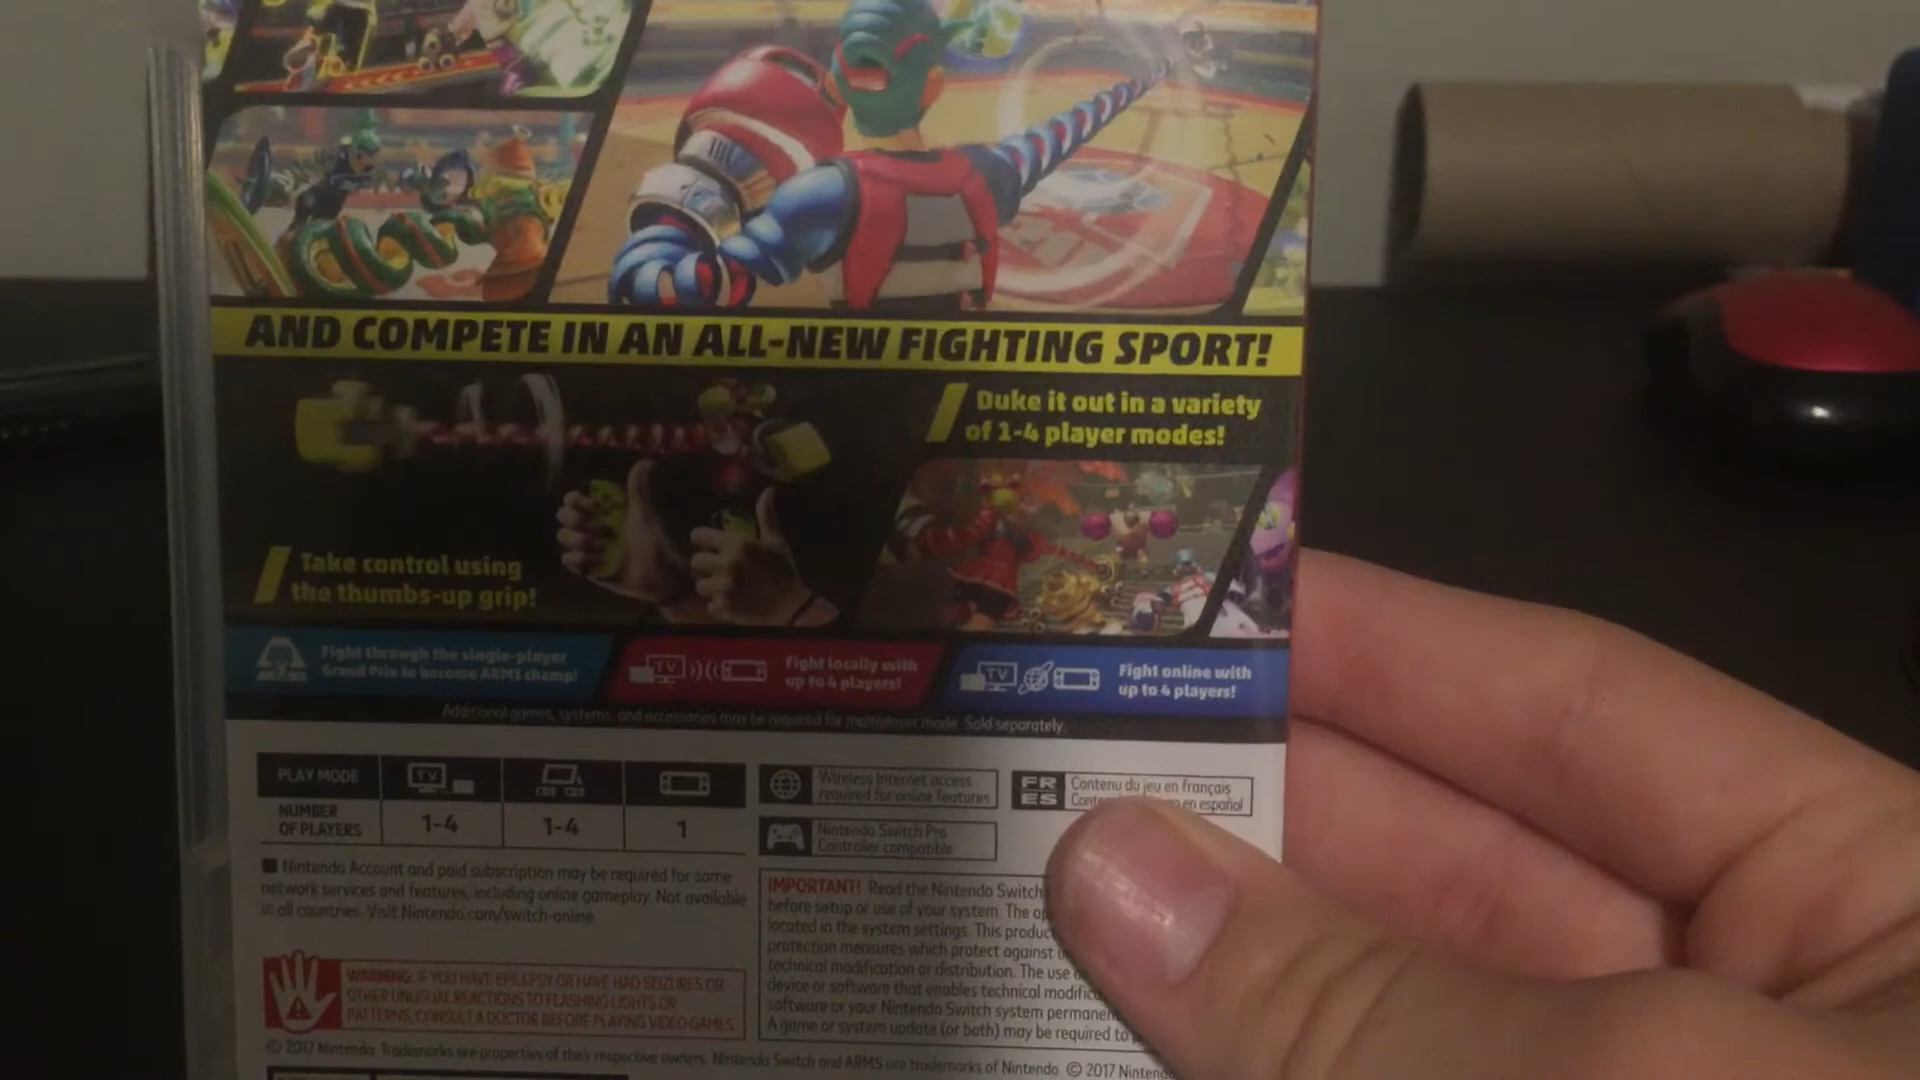 AND COMPETE IN AN ALL-NEW FIGHTING SPORT!
Duke it out in a variety
of 1-4 player modes!
Take control using
the thumbs-up grip!
Fight through the single-player
Grand Prix to become ARMS champ!
TV
Fight locally with
up to 4 players!
TV
Fight online with
up to 4 players!
Additional games, systems, and accessories may be required for multiplayer mode. Sold separately.
PLAY MODE
TV
NUMBER
OF PLAYERS
1-4
1-4
1
Wireless Internet access
required for online features
FR
ES
Contenu du jeu en français
en español
Nintendo Switch Pro
Controller compatible
Nintendo Account and paid subscription may be required for some
network services and features, including online gameplay. Not available
in all countries. Visit Nintendo.com/switch-online.
WARNING: IF YOU HAVE EPILEPSY OR HAVE HAD SEIZURES OR
OTHER UNUSUAL REACTIONS TO FLASHING LIGHTS OR
PATTERNS, CONSULT A DOCTOR BEFORE PLAYING VIDEO GAMES.
IMPORTANT! Read the Nintendo Switch
before setup or use of your system. The
located in the system settings. This
protection measures which protect against
technical modification or distribution. The use
device or software that enables technical
software or your Nintendo Switch system
A game or system update (or both) may be required to
© 2017 Nintendo. Trademarks are properties of their respective owners. Nintendo Switch and ARMS are trademarks of Nintendo. © 2017